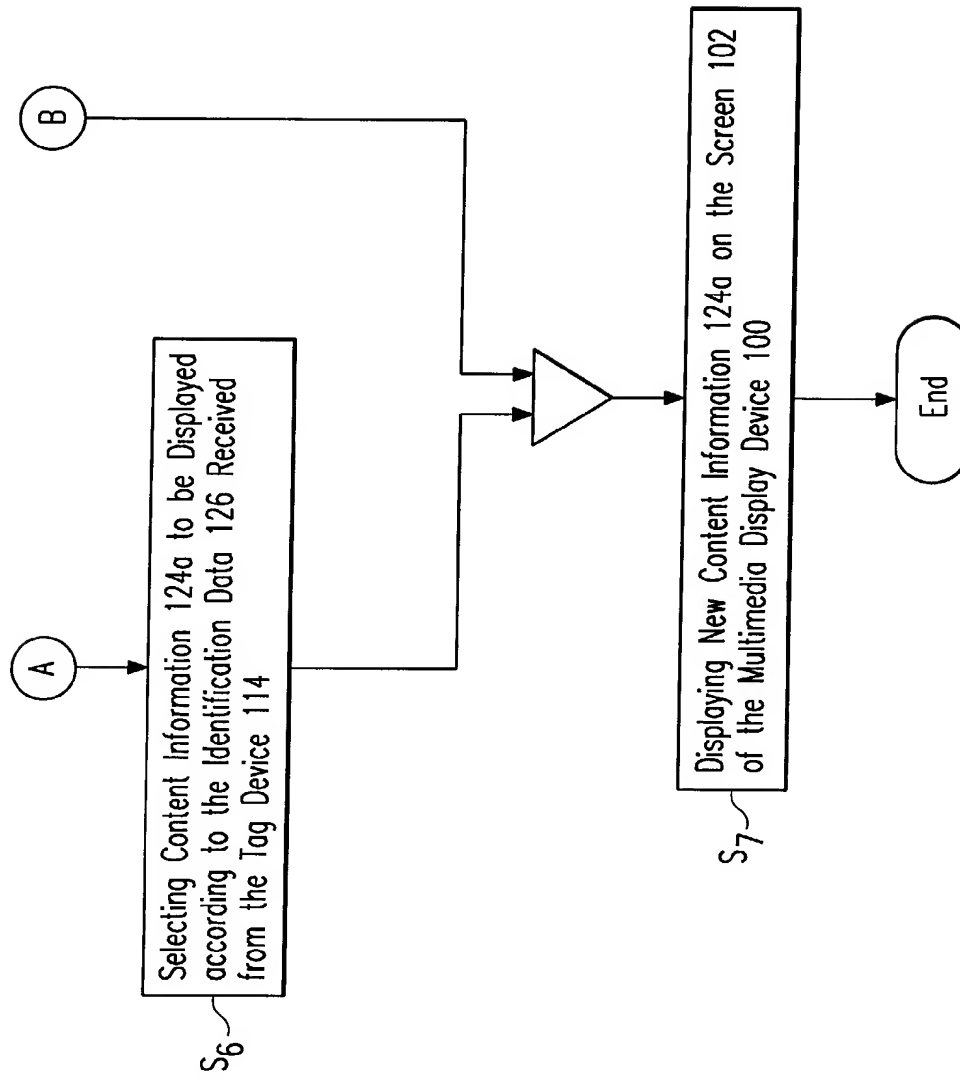 A
B
S6
Selecting Content Information 124a to be Displayed
according to the Identification Data 126 Received
from the Tag Device 114
S7
Displaying New Content Information 124a on the Screen 102
of the Multimedia Display Device 100
End